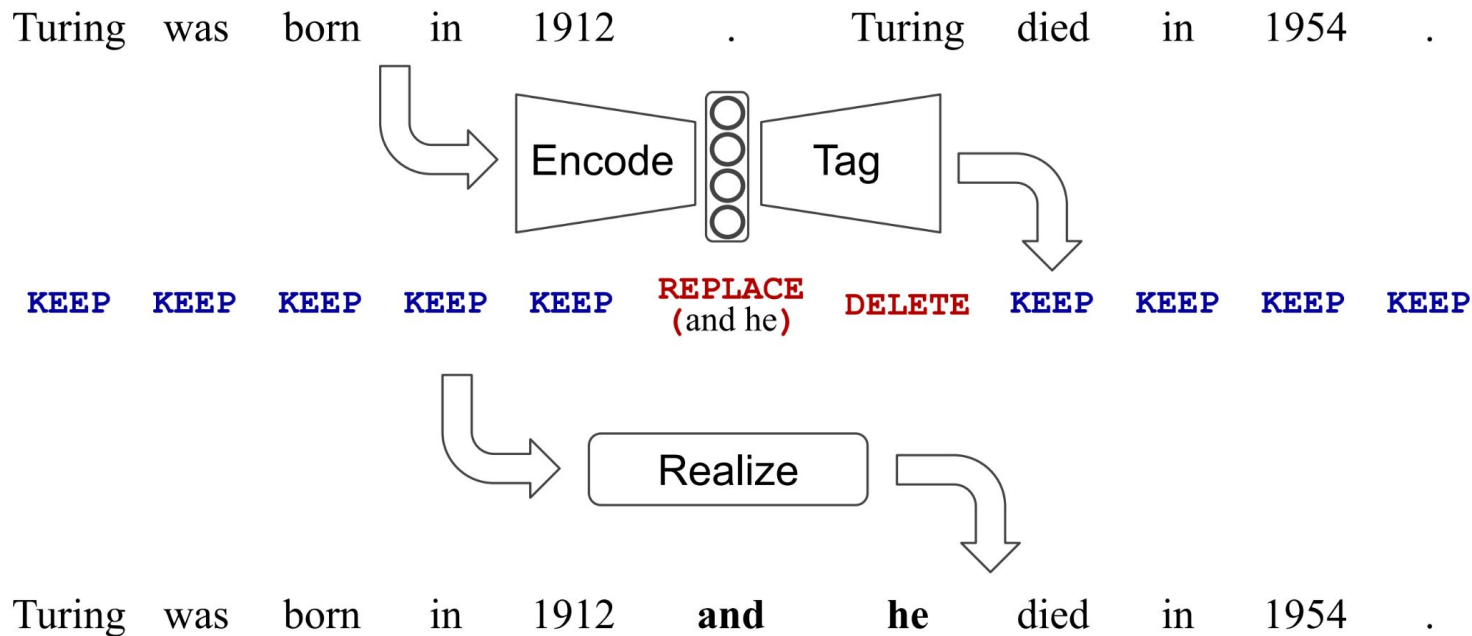 Turing was born in 1912 . Turing died in 1954 .
Encode Tag
KEEP KEEP KEEP KEEP KEEP REPLACE DELETE KEEP KEEP KEEP KEEP
(and he)
Realize
Turing was born in 1912 and he died in 1954 .